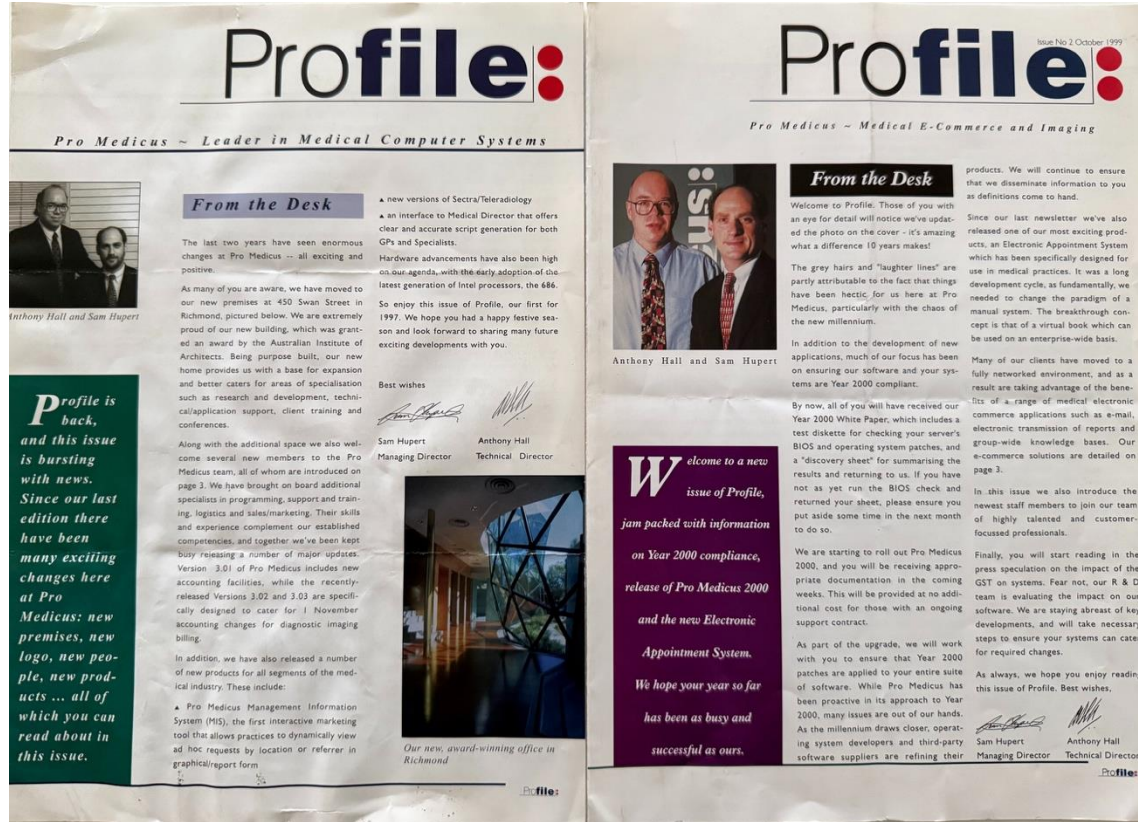 Profile:
Pro Medicus ~ Leader in Medical Computer Systems
Anthony Hall and Sam Hupert
Profile is
back,
and this issue
is bursting
with news.
Since our last
edition there
have been
many exciting
changes here
at Pro
Medicus: new
premises, new
logo, new peo-
ple, new prod-
ucts ... all of
which you can
read about in
this issue.
From the Desk
The last two years have seen enormous
changes at Pro Medicus -- all exciting and
positive.
As many of you are aware, we have moved to
our new premises at 450 Swan Street in
Richmond, pictured below. We are extremely
proud of our new building, which was grant-
ed an award by the Australian Institute of
Architects. Being purpose built, our new
home provides us with a base for expansion
and better caters for areas of specialisation
such as research and development, techni-
cal/application support, client training and
conferences.
Along with the additional space we also wel-
come several new members to the Pro
Medicus team, all of whom are introduced on
page 3. We have brought on board additional
specialists in programming, support and train-
ing, logistics and sales/marketing. Their skills
and experience complement our established
competencies, and together we've been kept
busy releasing a number of major updates.
Version 3.01 of Pro Medicus includes new
accounting facilities, while the recently-
released Versions 3.02 and 3.03 are specifi-
cally designed to cater for 1 November
accounting changes for diagnostic imaging
billing.
In addition, we have also released a number
of new products for all segments of the med-
ical industry. These include:
▲ Pro Medicus Management Information
System (MIS), the first interactive marketing
tool that allows practices to dynamically view
ad hoc requests by location or referrer in
graphical/report form
▲ new versions of Sectra/Teleradiology
▲ an interface to Medical Director that offers
clear and accurate script generation for both
GPs and Specialists.
Hardware advancements have also been high
on our agenda, with the early adoption of the
latest generation of Intel processors, the 686.
So enjoy this issue of Profile, our first for
1997. We hope you had a happy festive sea-
son and look forward to sharing many future
exciting developments with you.
Best wishes
Sam Hupert Anthony Hall
Managing Director Technical Director
Our new, award-winning office in
Richmond
Profile:
Issue No 2 October 1999
Profile:
Pro Medicus ~ Medical E-Commerce and Imaging
Anthony Hall and Sam Hupert
Welcome to a new
issue of Profile,
jam packed with information
on Year 2000 compliance,
release of Pro Medicus 2000
and the new Electronic
Appointment System.
We hope your year so far
has been as busy and
successful as ours.
From the Desk
Welcome to Profile. Those of you with
an eye for detail will notice we've updat-
ed the photo on the cover - it's amazing
what a difference 10 years makes!
The grey hairs and "laughter lines" are
partly attributable to the fact that things
have been hectic for us here at Pro
Medicus, particularly with the chaos of
the new millennium.
In addition to the development of new
applications, much of our focus has been
on ensuring our software and your sys-
tems are Year 2000 compliant.
By now, all of you will have received our
Year 2000 White Paper, which includes a
test diskette for checking your server's
BIOS and operating system patches, and
a "discovery sheet" for summarising the
results and returning to us. If you have
not as yet run the BIOS check and
returned your sheet, please ensure you
put aside some time in the next month
to do so.
We are starting to roll out Pro Medicus
2000, and you will be receiving appro-
priate documentation in the coming
weeks. This will be provided at no addi-
tional cost for those with an ongoing
support contract.
As part of the upgrade, we will work
with you to ensure that Year 2000
patches are applied to your entire suite
of software. While Pro Medicus has
been proactive in its approach to Year
2000, many issues are out of our hands.
As the millennium draws closer, operat-
ing system developers and third-party
software suppliers are refining their
products. We will continue to ensure
that we disseminate information to you
as definitions come to hand.
Since our last newsletter we've also
released one of our most exciting prod-
ucts, an Electronic Appointment System
which has been specifically designed for
use in medical practices. It was a long
development cycle, as fundamentally, we
needed to change the paradigm of a
manual system. The breakthrough con-
cept is that of a virtual book which can
be used on an enterprise-wide basis.
Many of our clients have moved to a
fully networked environment, and as a
result are taking advantage of the bene-
fits of a range of medical electronic
commerce applications such as e-mail,
electronic transmission of reports and
group-wide knowledge bases. Our
e-commerce solutions are detailed on
page 3.
In this issue we also introduce the
newest staff members to join our team
of highly talented and customer-
focussed professionals.
Finally, you will start reading in the
press speculation on the impact of the
GST on systems. Fear not, our R & D
team is evaluating the impact on our
software. We are staying abreast of key
developments, and will take necessary
steps to ensure your systems can cate
for required changes.
As always, we hope you enjoy reading
this issue of Profile. Best wishes,
Sam Hupert Anthony Hall
Managing Director Technical Director
Profile: